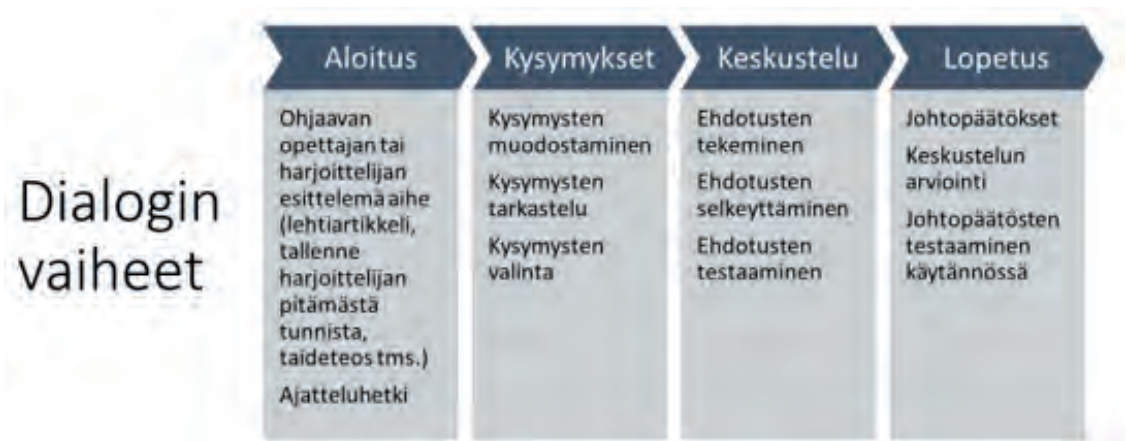 Dialogin
vaiheet
Aloitus
Ohjaavan
opettajan tai
harjoittelijan
esittelemä aihe
(lehtiartikkeli,
tallenne
harjoittelijan
pitämästä
tunnista,
taideteos tms.)
Ajatteluhetki
Kysymykset
Kysymysten
muodostaminen
Kysymysten
tarkastelu
Kysymysten
valinta
Keskustelu
Ehdotusten
tekeminen
Ehdotusten
selkeyttäminen
Ehdotusten
testaaminen
Lopetus
Johtopäätökset
Keskustelun
arviointi
Johtopäätösten
testaaminen
käytännössä